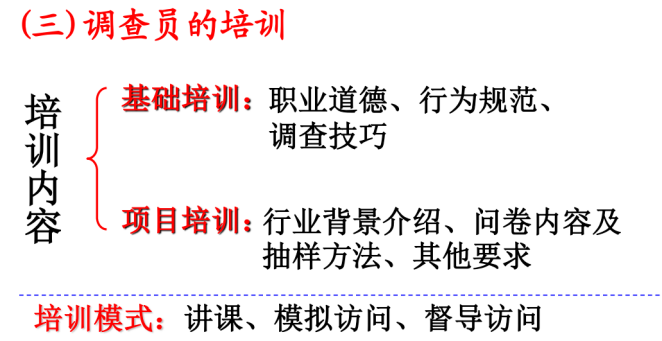 (三)调查员的培训
培训内容
基础培训：职业道德、行为规范、
调查技巧
项目培训：行业背景介绍、问卷内容及
抽样方法、其他要求
培训模式：讲课、模拟访问、督导访问